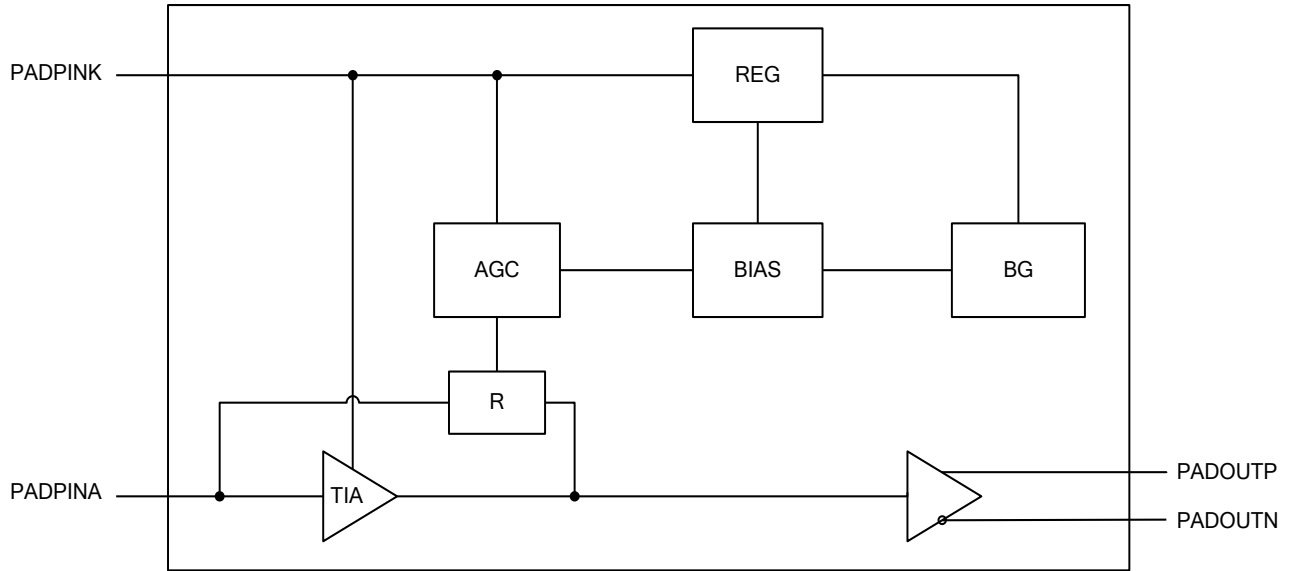 PADPINK
REG
AGC
BIAS
BG
R
PADPINA
TIA
PADOUTP
PADOUTN